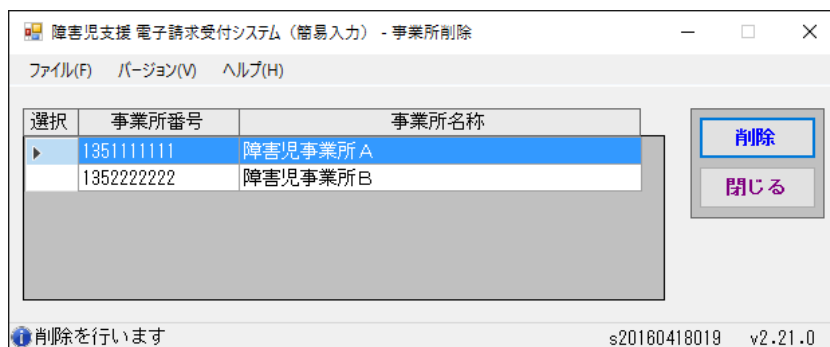 障害児支援 電子請求受付システム（簡易入力） - 事業所削除
ファイル(F) バージョン(V) ヘルプ(H)
選択 事業所番号 事業所名称
1351111111 障害児事業所Ａ
1352222222 障害児事業所Ｂ
削除
閉じる
削除を行います s20160418019 v2.21.0